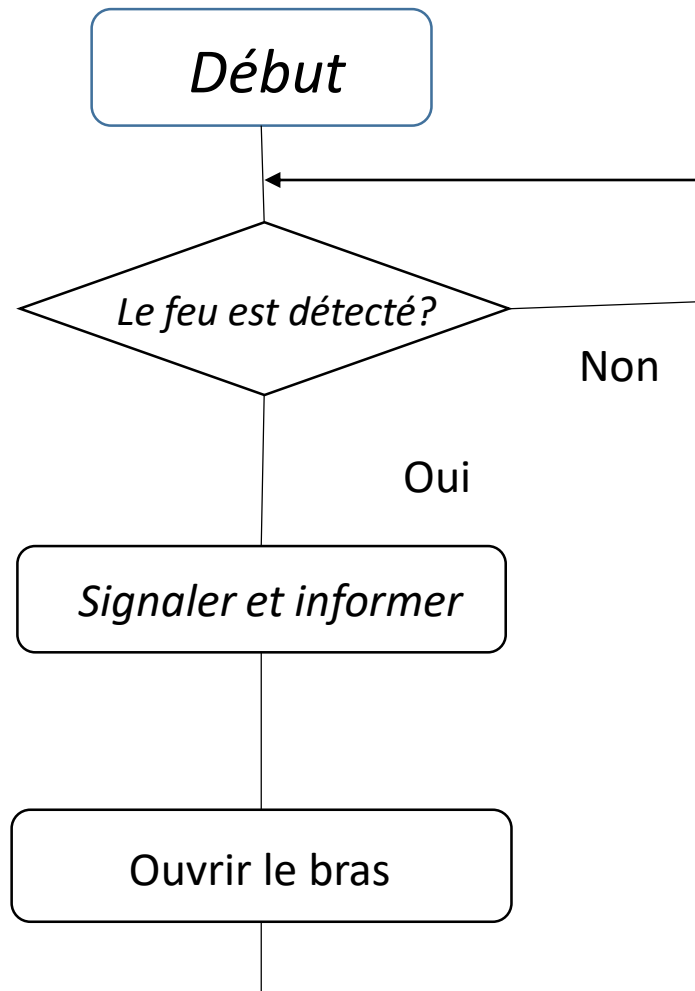 Début
Le feu est détecté?
Non
Oui
Signaler et informer
Ouvrir le bras